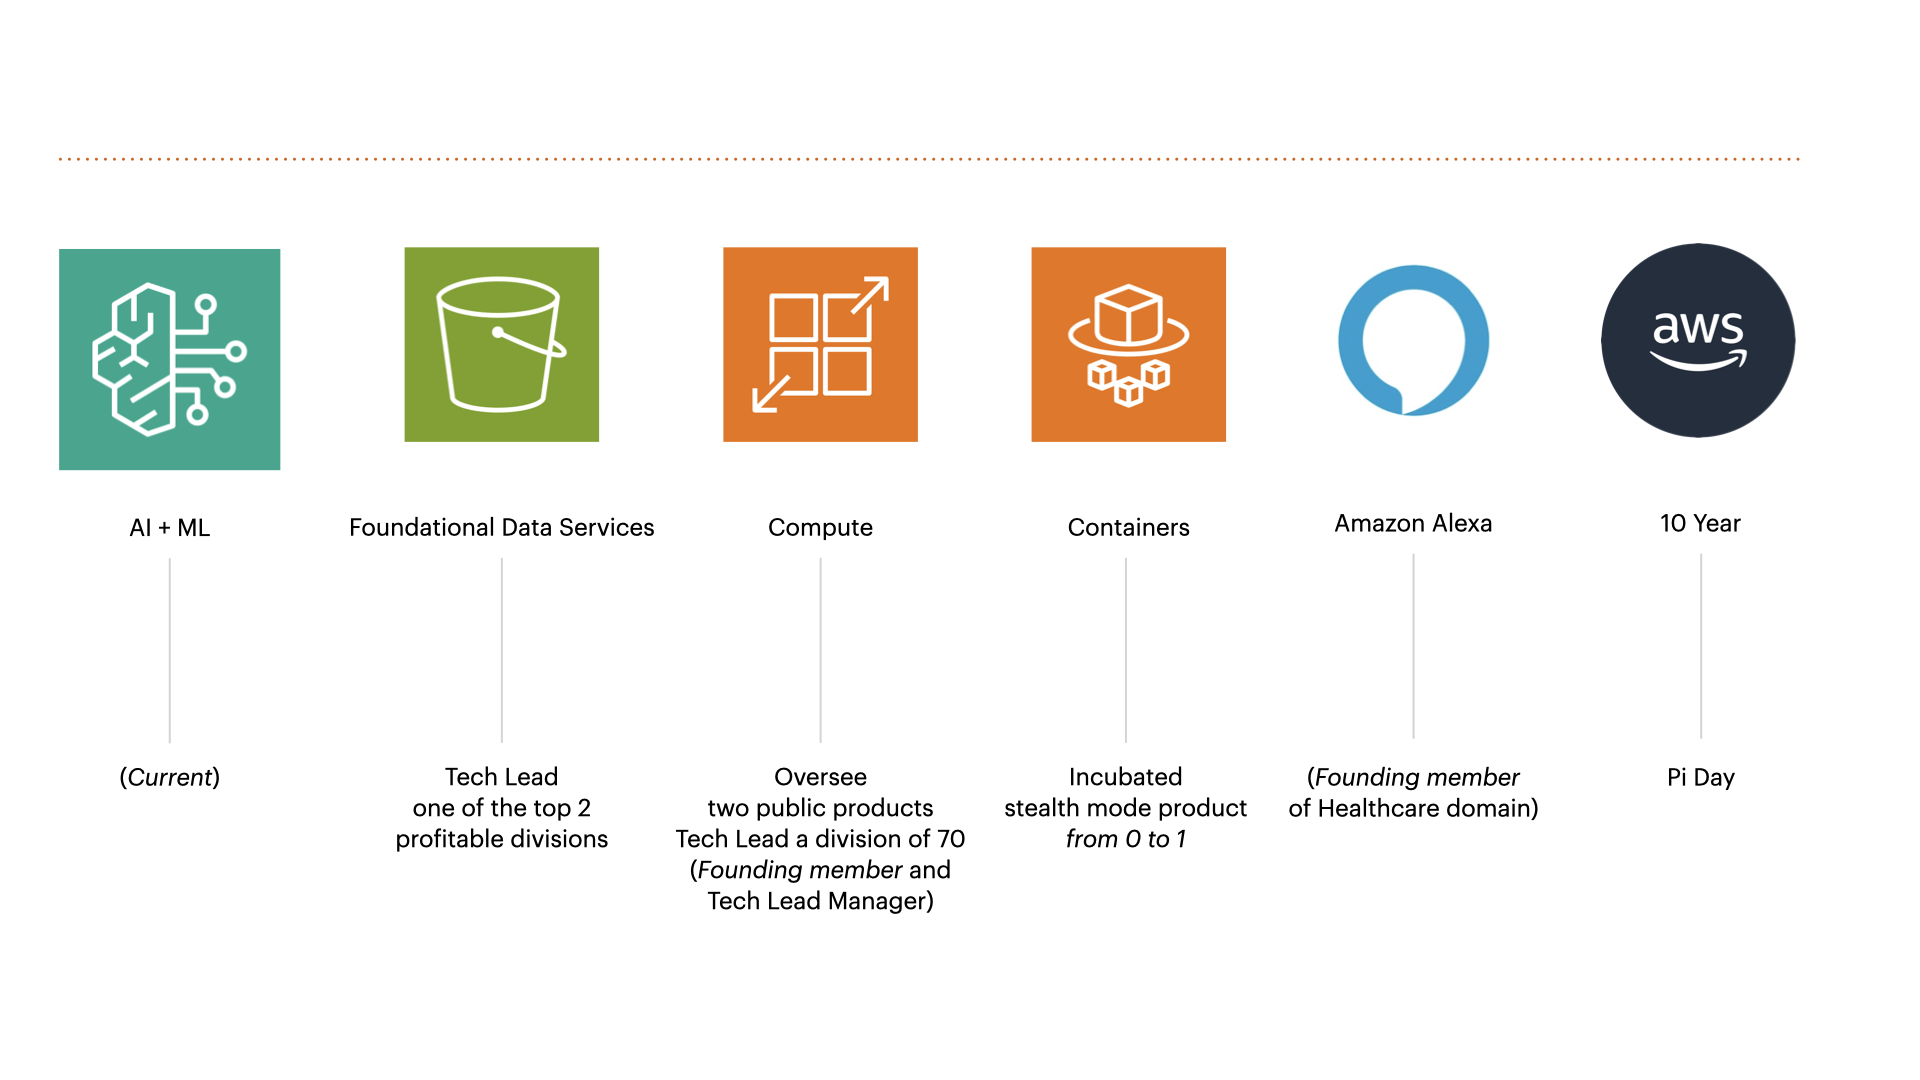 aws
AI + ML
Foundational Data Services
Compute
Containers
Amazon Alexa
10 Year
(Current)
Tech Lead
one of the top 2
profitable divisions
Oversee
two public products
Tech Lead a division of 70
(Founding member and
Tech Lead Manager)
Incubated
stealth mode product
from 0 to 1
(Founding member
of Healthcare domain)
Pi Day